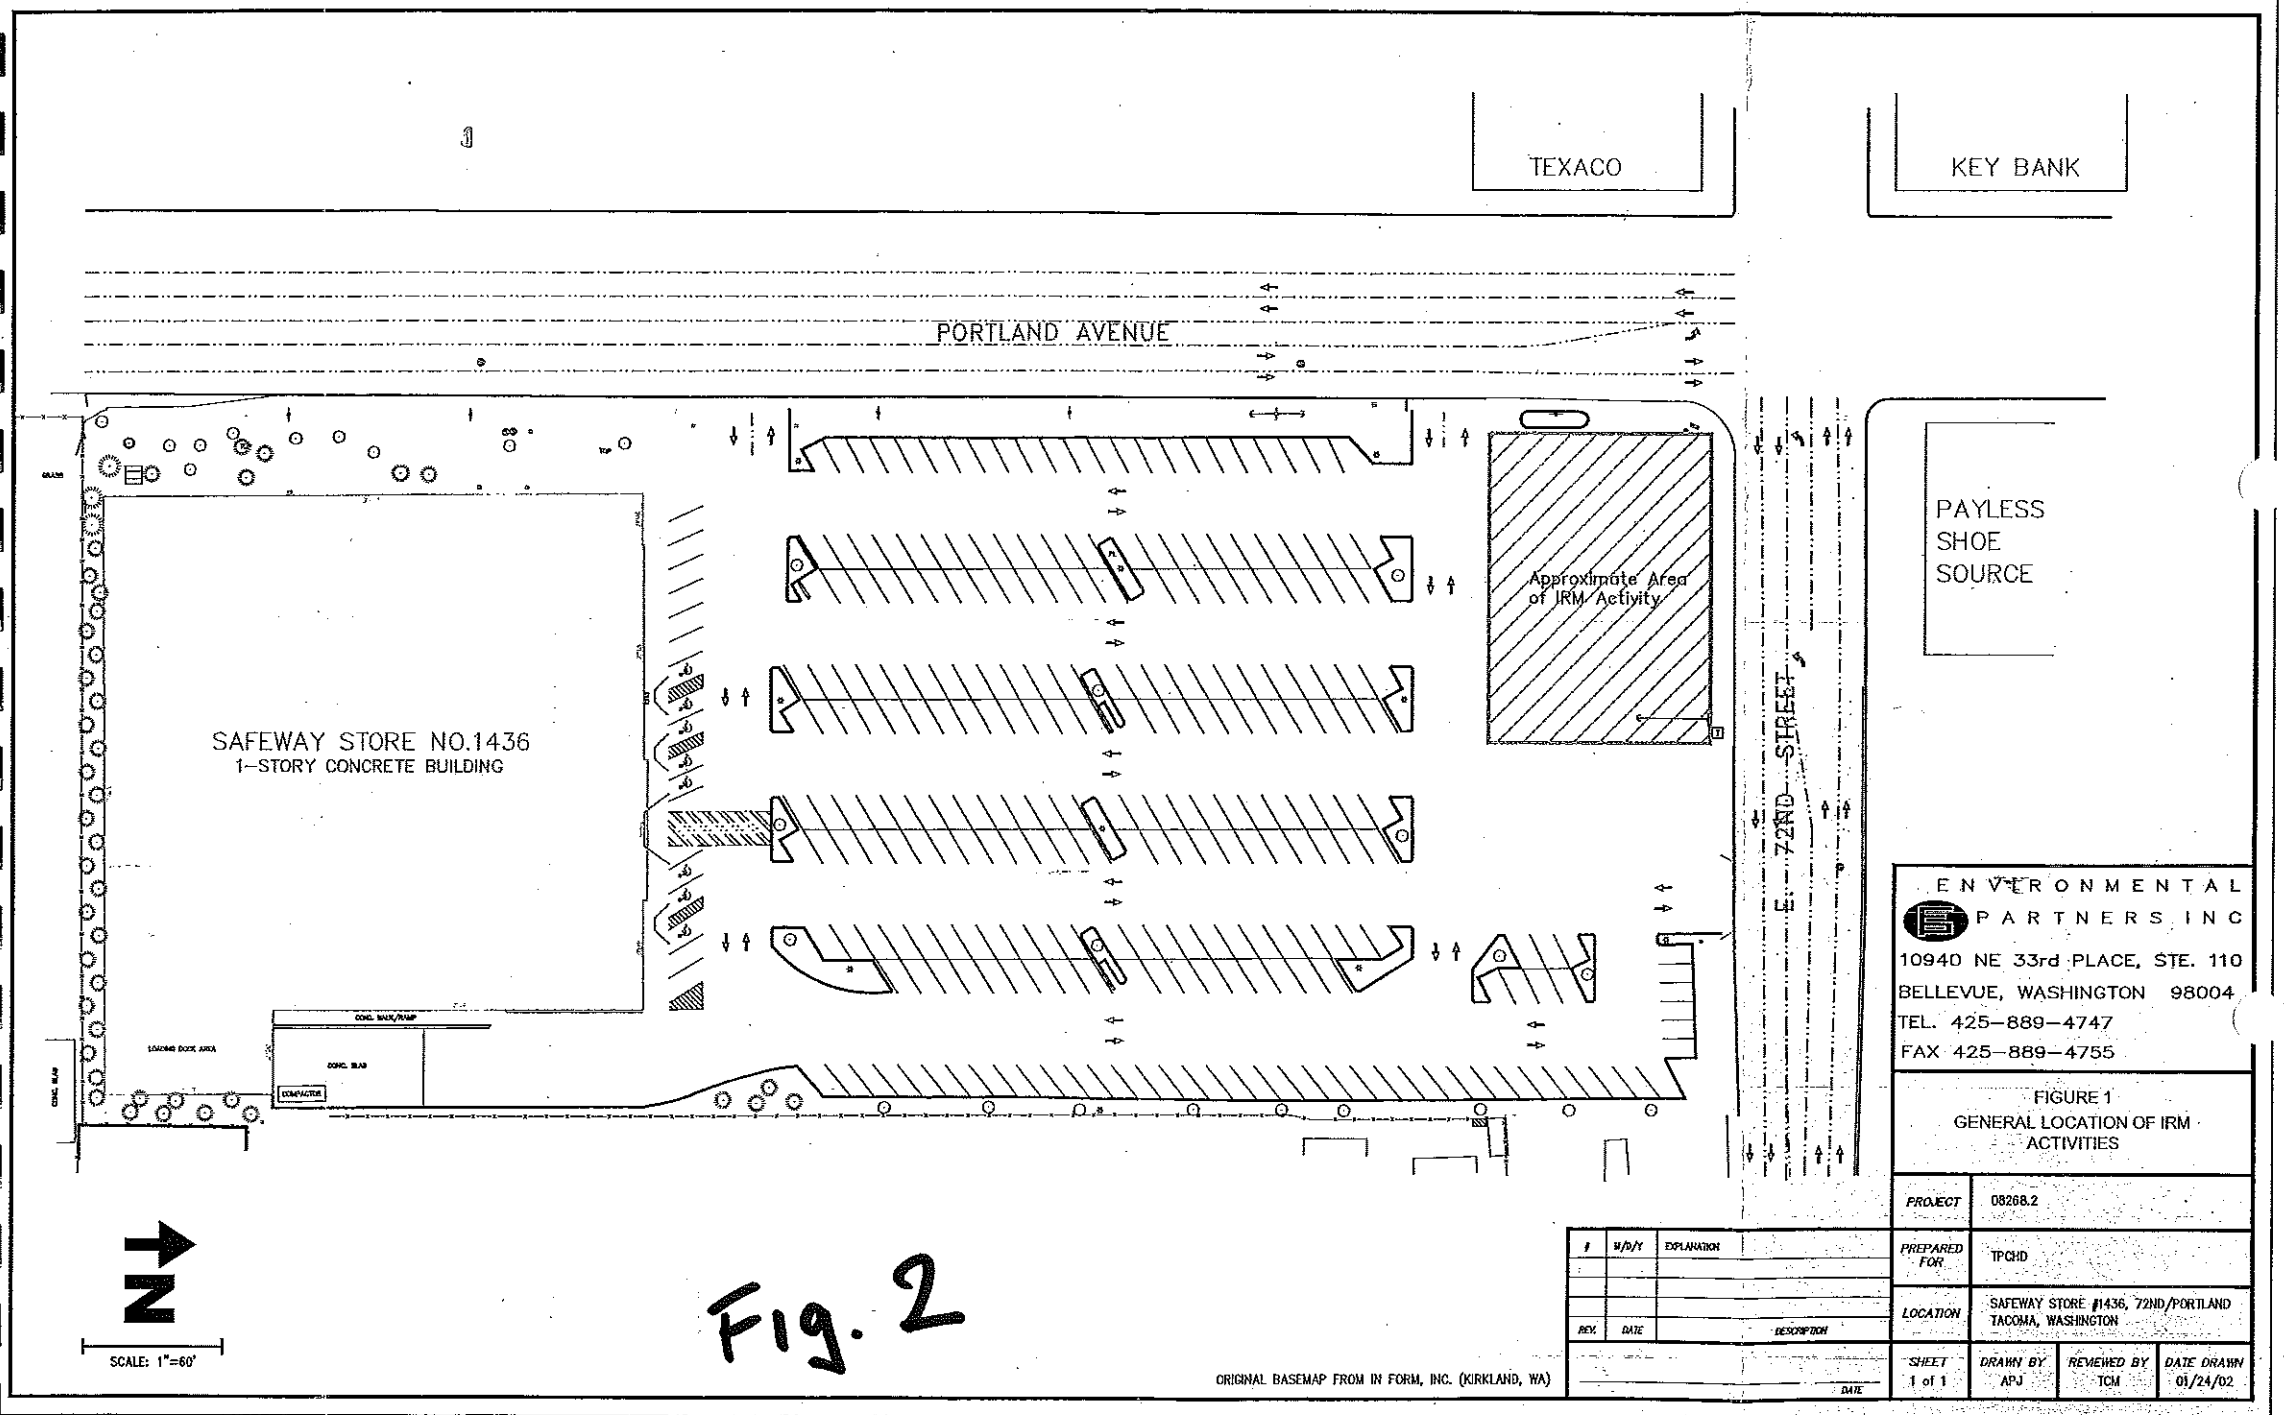 TEXACO
KEY BANK
PORTLAND AVENUE
GRASS
TOP
PAYLESS
SHOE
SOURCE
Approximate Area
of IRM Activity
SAFEWAY STORE NO.1436
1-STORY CONCRETE BUILDING
E. 72ND STREET
CONC. WALK/RAMP
LOADING DOCK AREA
CONC. SLAB
CONC. SLAB
COMPACTOR
ENVIRONMENTAL
PARTNERS INC
10940 NE 33rd PLACE, STE. 110
BELLEVUE, WASHINGTON 98004
TEL. 425-889-4747
FAX 425-889-4755
FIGURE 1
GENERAL LOCATION OF IRM
ACTIVITIES
PROJECT 08268.2
PREPARED
FOR
TPCHD
LOCATION
SAFEWAY STORE #1436, 72ND/PORTLAND
TACOMA, WASHINGTON
SHEET
1 of 1
DRAWN BY
APJ
REVIEWED BY
TCM
DATE DRAWN
01/24/02
# M/D/Y EXPLANATION
REV. DATE DESCRIPTION
DATE
N
SCALE: 1"=60'
Fig. 2
ORIGINAL BASEMAP FROM IN FORM, INC. (KIRKLAND, WA)